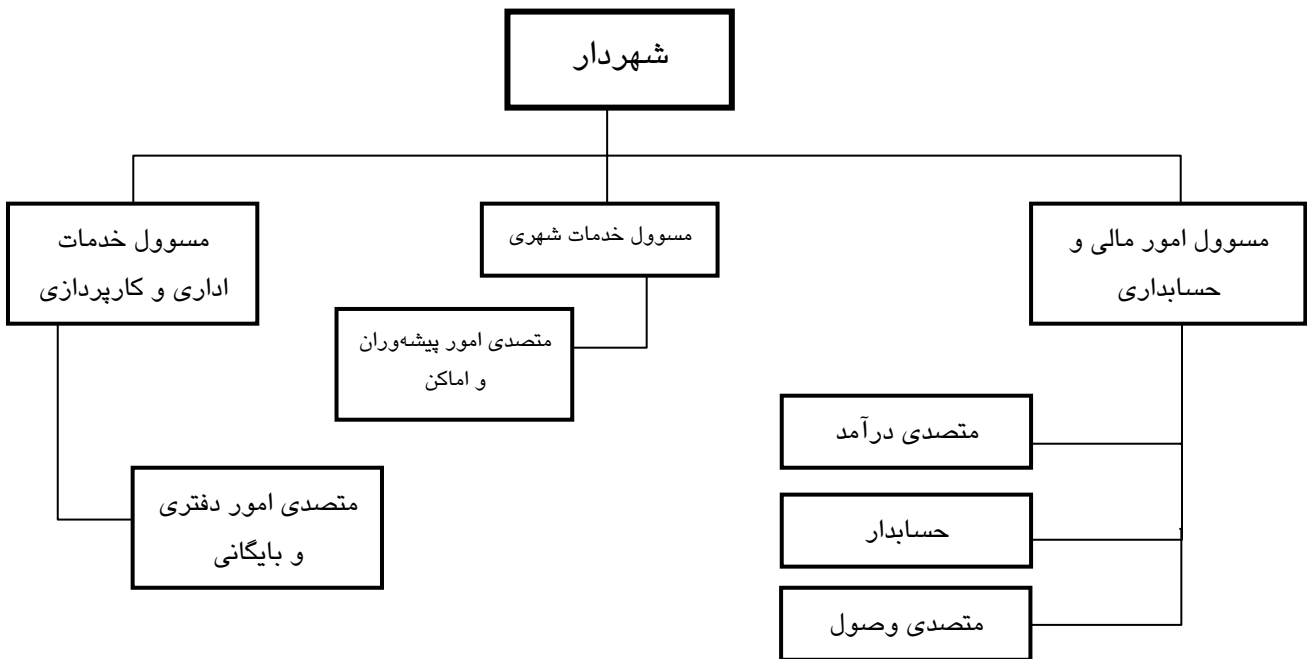 شهردار
مسوول امور مالی و
حسابداری
مسوول خدمات شهری
مسوول خدمات
اداری و کارپردازی
متصدی امور پیشه‌وران
و اماکن
متصدی درآمد
حسابدار
متصدی وصول
متصدی امور دفتری
و بایگانی